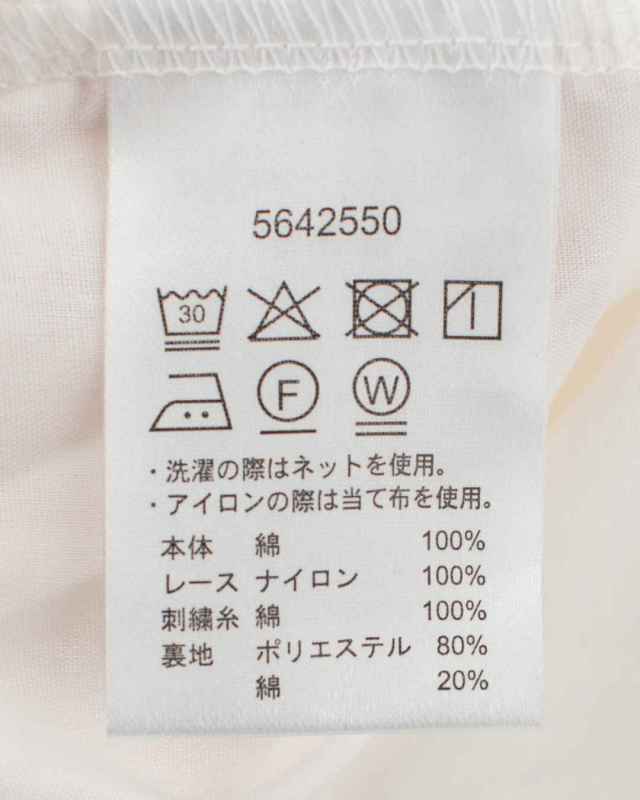 5642550
30
F W
・洗濯の際はネットを使用。
・アイロンの際は当て布を使用。
本体 綿 100%
レース ナイロン 100%
刺繍糸 綿 100%
裏地 ポリエステル 80%
綿 20%